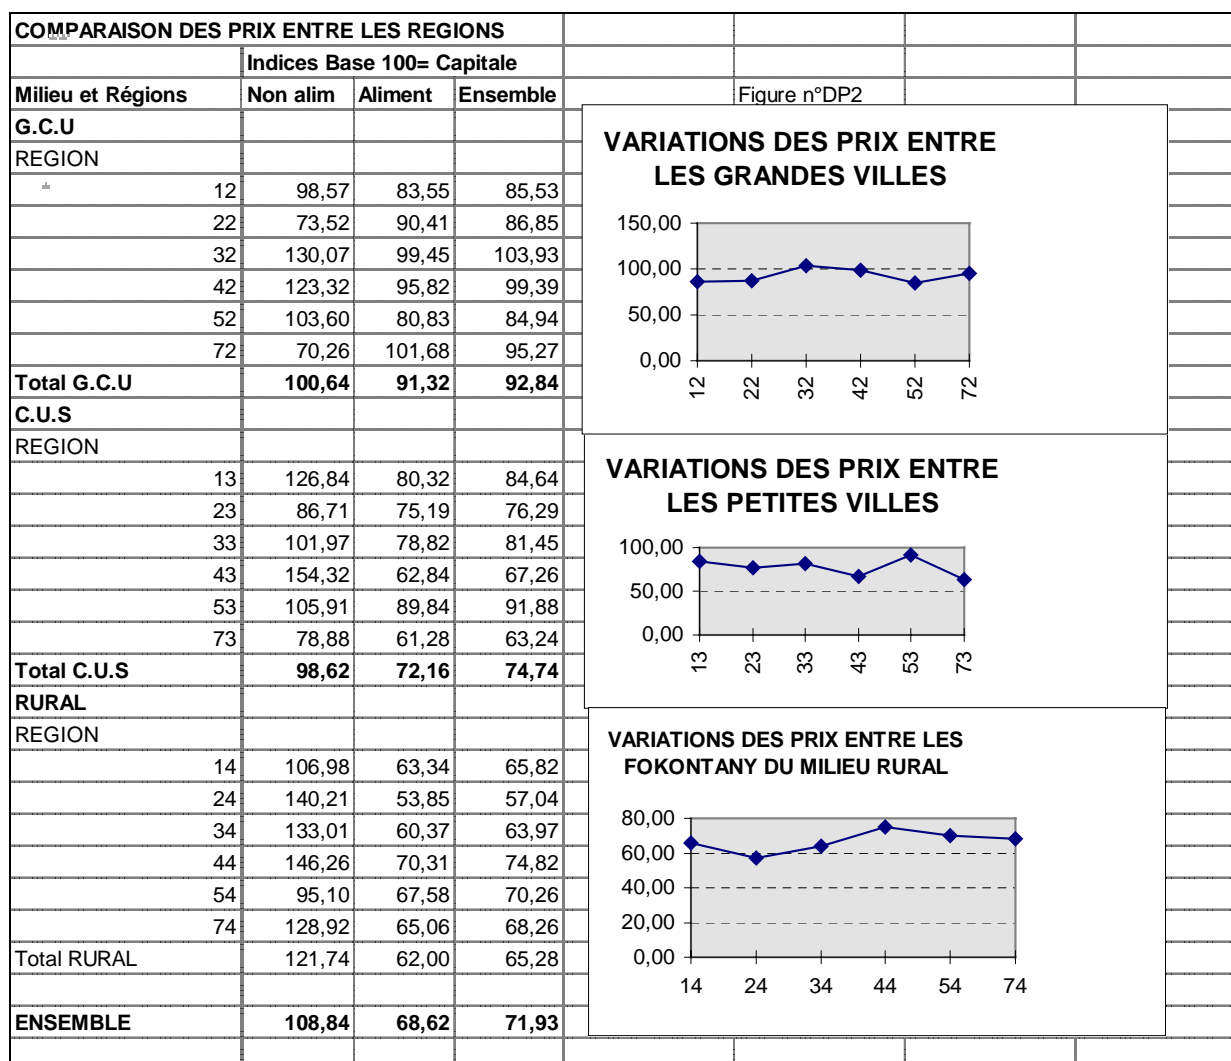 COMPARAISON DES PRIX ENTRE LES REGIONS
Indices Base 100= Capitale
Milieu et Régions Non alim Aliment Ensemble
G.C.U
REGION
12 98,57 83,55 85,53
22 73,52 90,41 86,85
32 130,07 99,45 103,93
42 123,32 95,82 99,39
52 103,60 80,83 84,94
72 70,26 101,68 95,27
Total G.C.U 100,64 91,32 92,84
C.U.S
REGION
13 126,84 80,32 84,64
23 86,71 75,19 76,29
33 101,97 78,82 81,45
43 154,32 62,84 67,26
53 105,91 89,84 91,88
73 78,88 61,28 63,24
Total C.U.S 98,62 72,16 74,74
RURAL
REGION
14 106,98 63,34 65,82
24 140,21 53,85 57,04
34 133,01 60,37 63,97
44 146,26 70,31 74,82
54 95,10 67,58 70,26
74 128,92 65,06 68,26
Total RURAL 121,74 62,00 65,28
ENSEMBLE 108,84 68,62 71,93
Figure n°DP2
VARIATIONS DES PRIX ENTRE
LES GRANDES VILLES
150,00
100,00
50,00
0,00
12 22 32 42 52 72
VARIATIONS DES PRIX ENTRE
LES PETITES VILLES
100,00
50,00
0,00
13 23 33 43 53 73
VARIATIONS DES PRIX ENTRE LES
FOKONTANY DU MILIEU RURAL
80,00
60,00
40,00
20,00
0,00
14 24 34 44 54 74